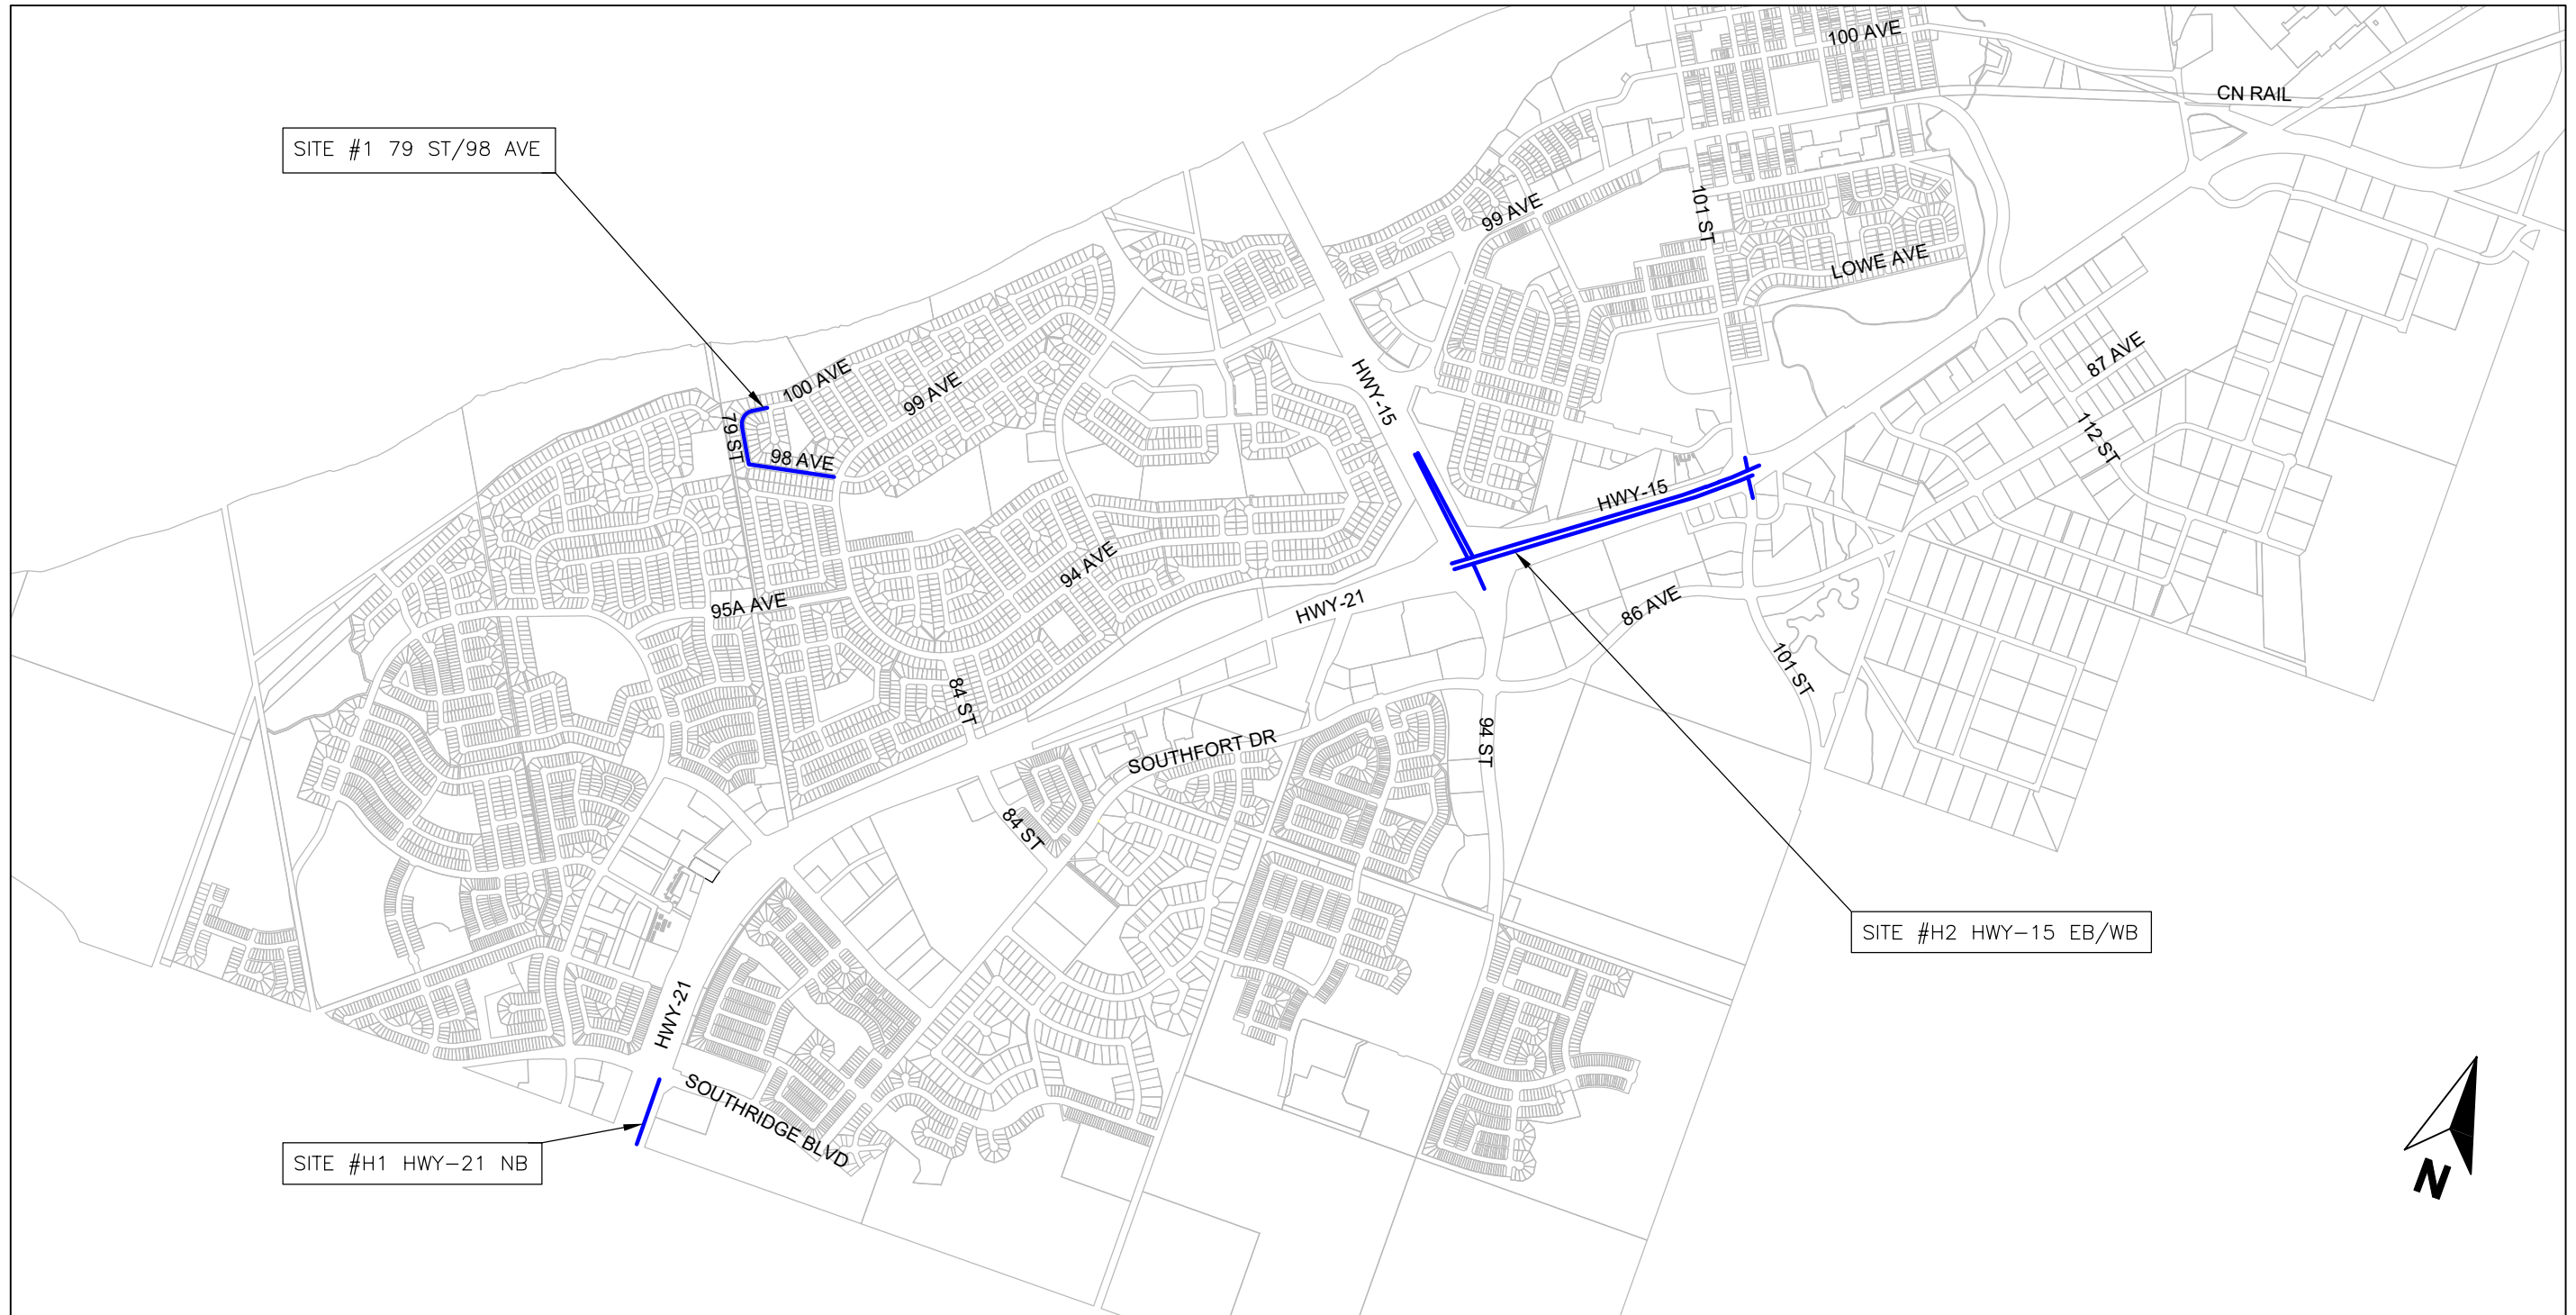 100 AVE
CN RAIL
SITE #1 79 ST/98 AVE
99 AVE
101 ST
LOWE AVE
87 AVE
HWY-15
100 AVE
99 AVE
79 ST
98 AVE
112 ST
HWY-15
94 AVE
95A AVE
HWY-21
86 AVE
101 ST
84 ST
94 ST
SOUTHFORT DR
84 ST
SITE #H2 HWY-15 EB/WB
HWY-21
SOUTHRIDGE BLVD
SITE #H1 HWY-21 NB
N